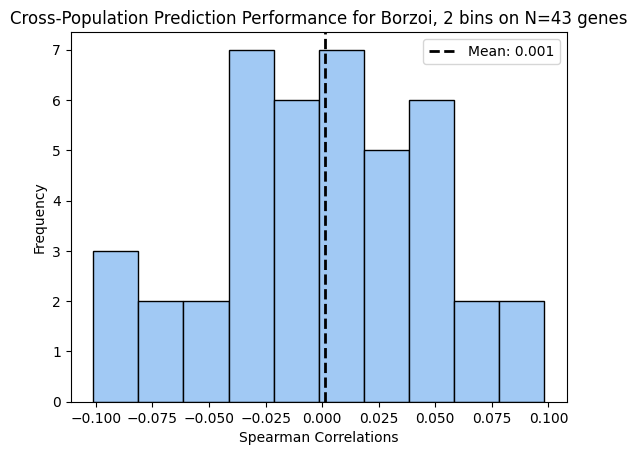 Cross-Population Prediction Performance for Borzoi, 2 bins on N=43 genes
Mean: 0.001
7
6
5
4
3
2
1
0
Frequency
−0.100 −0.075 −0.050 −0.025 0.000 0.025 0.050 0.075 0.100
Spearman Correlations